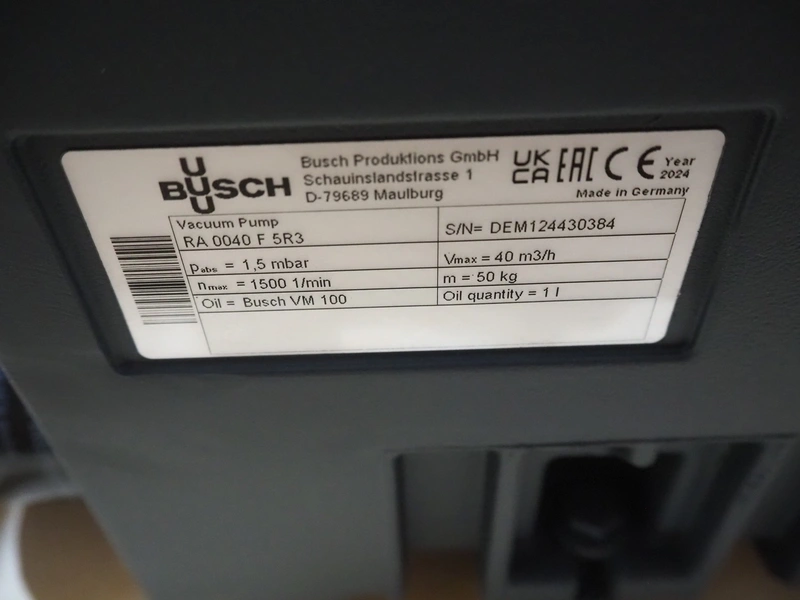 BUSCH
U
U
Busch Produktions GmbH
Schauinslandstrasse 1
D-79689 Maulburg
UK
CA
EAC
CE
Year
2024
Made in Germany
Vacuum Pump
RA 0040 F 5R3
S/N= DEM124430384
Pabs = 1,5 mbar
Vmax = 40 m3/h
nmax = 1500 1/min
m = 50 kg
Oil = Busch VM 100
Oil quantity = 1 l